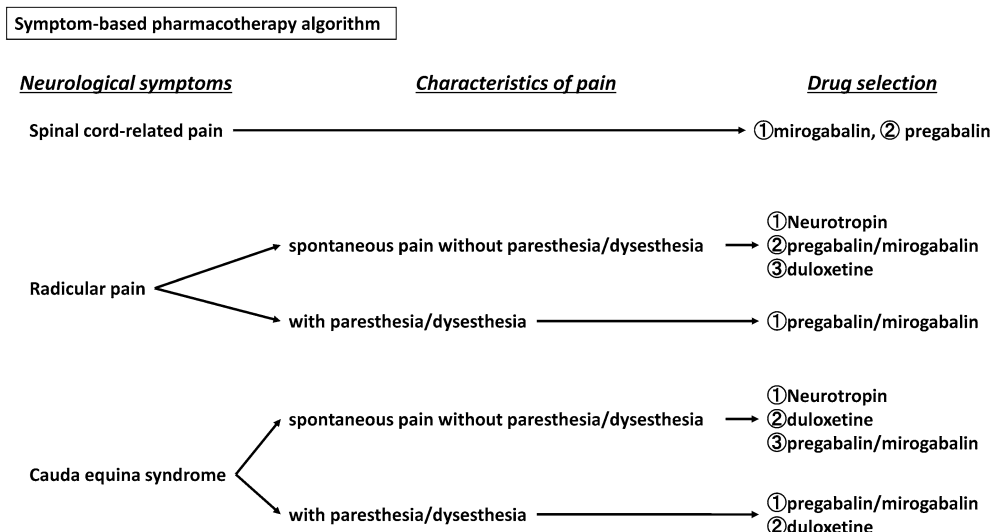 Symptom-based pharmacotherapy algorithm
Neurological symptoms Characteristics of pain Drug selection
Spinal cord-related pain ①mirogabalin, ② pregabalin
①Neurotropin
spontaneous pain without paresthesia/dysesthesia ②pregabalin/mirogabalin
③duloxetine
Radicular pain
with paresthesia/dysesthesia ①pregabalin/mirogabalin
①Neurotropin
spontaneous pain without paresthesia/dysesthesia ②duloxetine
③pregabalin/mirogabalin
Cauda equina syndrome
①pregabalin/mirogabalin
with paresthesia/dysesthesia ②duloxetine